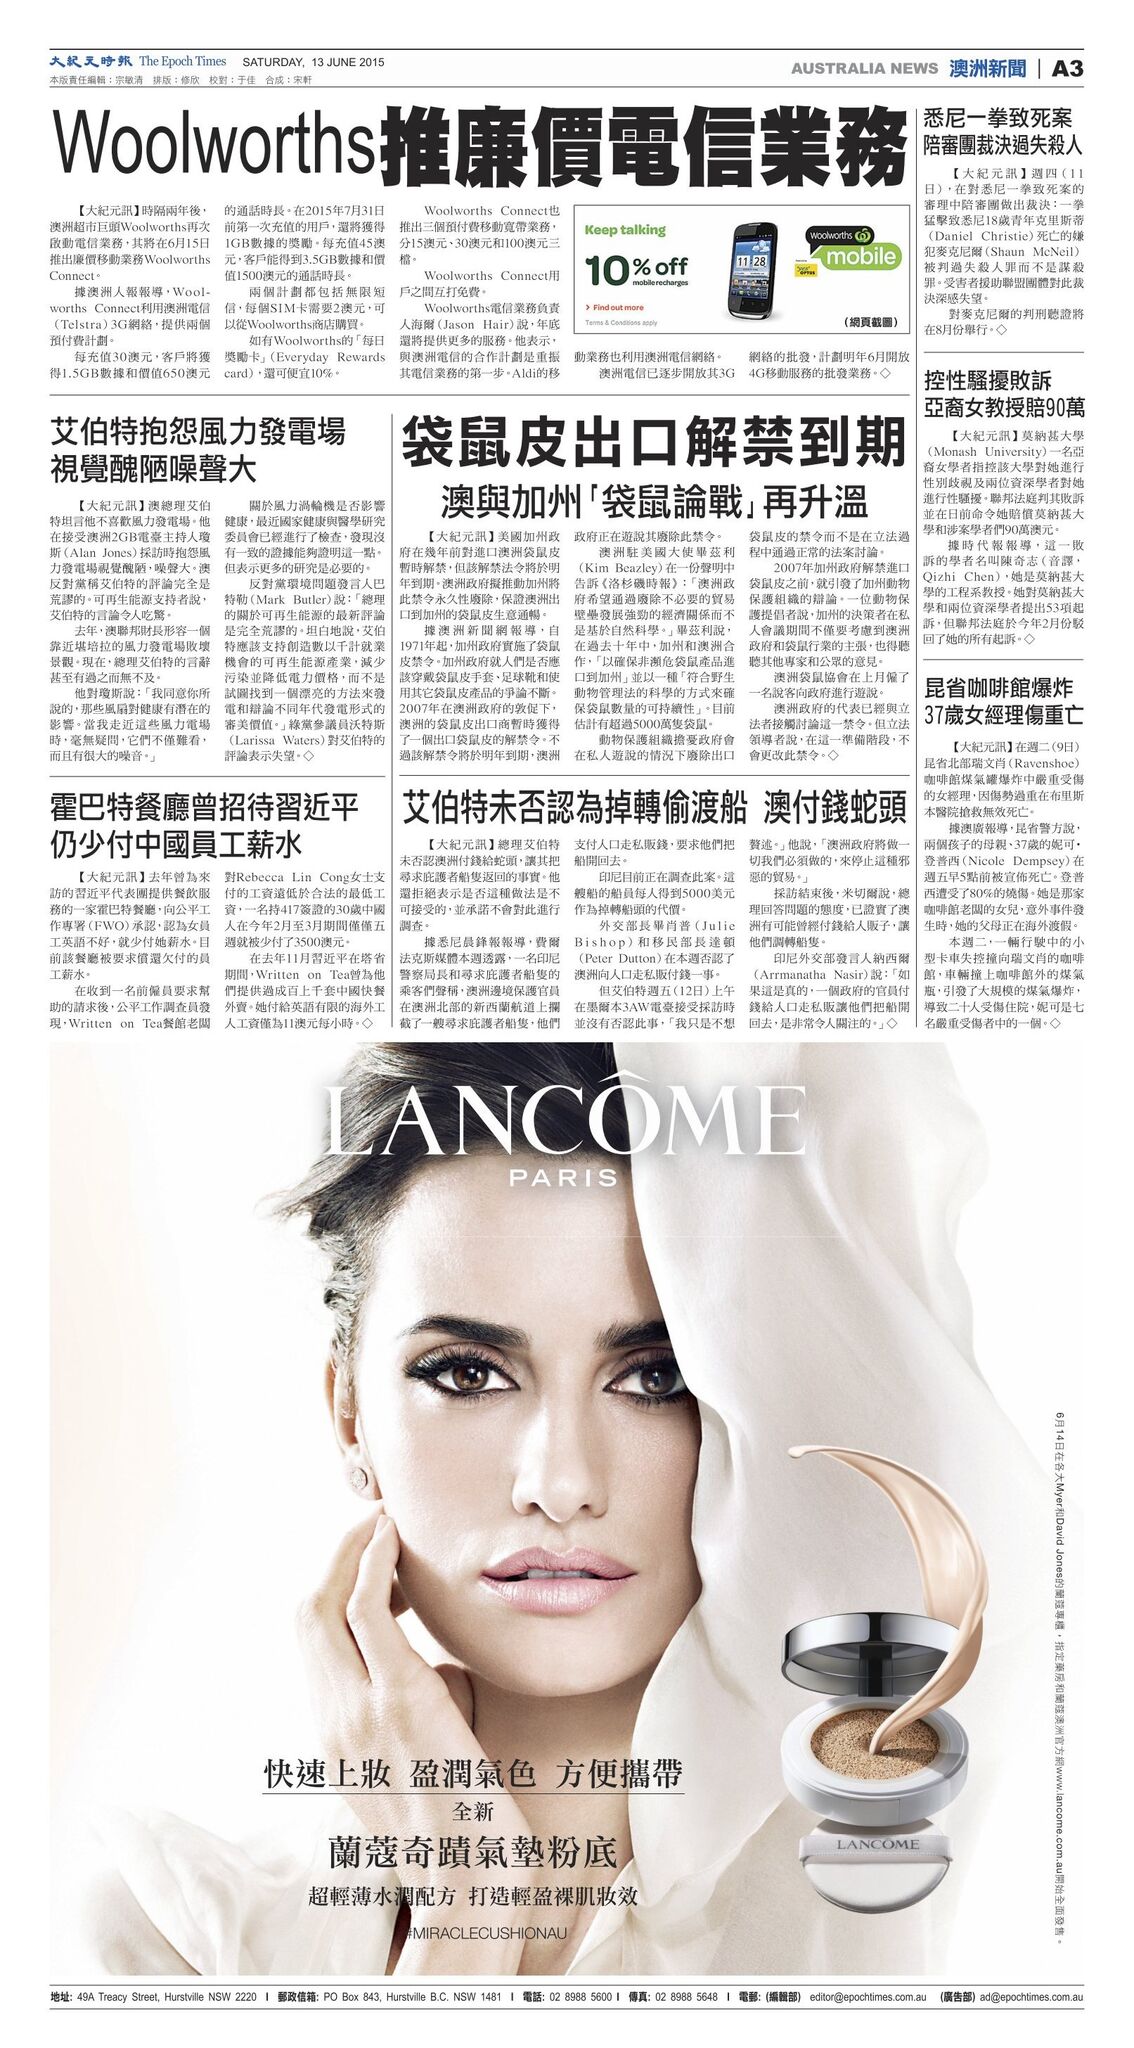 大紀元時報 The Epoch Times SATURDAY, 13 JUNE 2015
本版責任編輯：宗敏清 排版：修欣 校對：于佳 合成：宋軒
AUSTRALIA NEWS 澳洲新聞 | A3
Woolworths推廉價電信業務
【大紀元訊】時隔兩年後，
澳洲超市巨頭Woolworths再次
啟動電信業務，其將在6月15日
推出廉價移動業務Woolworths
Connect。
據澳洲人報報導，Wool-
worths Connect利用澳洲電信
(Telstra) 3G網絡，提供兩個
預付費計劃。
每充值30澳元，客戶將獲
得1.5GB數據和價值650澳元
的通話時長。在2015年7月31日
前第一次充值的用戶，還將獲得
1GB數據的獎勵。每充值45澳
元，客戶能得到3.5GB數據和價
值1500澳元的通話時長。
兩個計劃都包括無限短
信，每個SIM卡需要2澳元，可
以從Woolworths商店購買。
如有Woolworths的「每日
獎勵卡」(Everyday Rewards
card)，還可便宜10%。
Woolworths Connect也
推出三個預付費移動寬帶業務，
分15澳元、30澳元和100澳元三
檔。
Woolworths Connect用
戶之間互打免費。
Woolworths電信業務負責
人海爾(Jason Hair)說，年底
還將提供更多的服務。他表示，
與澳洲電信的合作計劃是重振
其電信業務的第一步。Aldi的移
Keep talking
10% off
mobile recharges
> Find out more
Terms & Conditions apply
11 28
Woolworths
mobile
OPTUS
(網頁截圖)
動業務也利用澳洲電信網絡。
澳洲電信已逐步開放其3G
網絡的批發，計劃明年6月開放
4G移動服務的批發業務。◇
悉尼一拳致死案
陪審團裁決過失殺人
【大紀元訊】週四(11
日)，在對悉尼一拳致死案的
審理中陪審團做出裁決：一拳
猛擊致悉尼18歲青年克里斯蒂
(Daniel Christie)死亡的嫌
犯麥克尼爾(Shaun McNeil)
被判過失殺人罪而不是謀殺
罪。受害者援助聯盟團體對此裁
決深感失望。
對麥克尼爾的判刑聽證將
在8月份舉行。◇
控性騷擾敗訴
亞裔女教授賠90萬
【大紀元訊】莫納甚大學
(Monash University)一名亞
裔女學者指控該大學對她進行
性別歧視及兩位資深學者對她
進行性騷擾。聯邦法庭判其敗訴
並在日前命令她賠償莫納甚大
學和涉案學者們90萬澳元。
據時代報報導，這一敗
訴的學者名叫陳奇志(音譯，
Qizhi Chen)，她是莫納甚大
學的工程系教授。她對莫納甚大
學和兩位資深學者提出53項起
訴，但聯邦法庭於今年2月份駁
回了她的所有起訴。◇
昆省咖啡館爆炸
37歲女經理傷重亡
【大紀元訊】在週二(9日)
昆省北部瑞文肖(Ravenshoe)
咖啡館煤氣罐爆炸中嚴重受傷
的女經理，因傷勢過重在布里斯
本醫院搶救無效死亡。
據澳廣報導，昆省警方說，
兩個孩子的母親、37歲的妮可·
登普西(Nicole Dempsey)在
週五早5點前被宣佈死亡。登普
西遭受了80%的燒傷。她是那家
咖啡館老闆的女兒，意外事件發
生時，她的父母正在海外渡假。
本週二，一輛行駛中的小
型卡車失控撞向瑞文肖的咖啡
館，車輛撞上咖啡館外的煤氣
瓶，引發了大規模的煤氣爆炸，
導致二十人受傷住院，妮可是七
名嚴重受傷者中的一個。◇
艾伯特抱怨風力發電場
視覺醜陋噪聲大
【大紀元訊】澳總理艾伯
特坦言他不喜歡風力發電場。他
在接受澳洲2GB電臺主持人瓊
斯(Alan Jones)採訪時抱怨風
力發電場視覺醜陋，噪聲大。澳
反對黨稱艾伯特的評論完全是
荒謬的。可再生能源支持者說，
艾伯特的言論令人吃驚。
去年，澳聯邦財長形容一個
靠近堪培拉的風力發電場敗壞
景觀。現在，總理艾伯特的言辭
甚至有過之而無不及。
他對瓊斯說：「我同意你所
說的，那些風扇對健康有潛在的
影響。當我走近這些風力發電場
時，毫無疑問，它們不僅難看，
而且有很大的噪音。」
關於風力渦輪機是否影響
健康，最近國家健康與醫學研究
委員會已經進行了檢查，發現沒
有一致的證據能夠證明這一點。
但表示更多的研究是必要的。
反對黨環境問題發言人巴
特勒(Mark Butler)說：「總理
的關於可再生能源的最新評論
是完全荒謬的。坦白地說，艾伯
特應該支持創造數以千計就業
機會的可再生能源產業，減少
污染並降低電力價格，而不是
試圖找到一個漂亮的方法來發
電和辯論不同年代發電形式的
審美價值。」綠黨參議員沃特斯
(Larissa Waters)對艾伯特的
評論表示失望。◇
袋鼠皮出口解禁到期
澳與加州「袋鼠論戰」再升溫
【大紀元訊】美國加州政
府在幾年前對進口澳洲袋鼠皮
暫時解禁，但該解禁法令將於明
年到期。澳洲政府擬推動加州將
此禁令永久性廢除，保證澳洲出
口到加州的袋鼠皮生意通暢。
據澳洲新聞網報導，自
1971年起，加州實施了袋鼠
皮禁令。加州政府就人們是否應
該穿戴袋鼠皮手套、足球靴和使
用其它袋鼠皮產品的爭論不斷。
2007年在澳洲政府的敦促下，
澳洲的袋鼠皮出口商暫時獲得
了一個出口袋鼠皮的解禁令。不
過該解禁令將於明年到期，澳洲
政府正在遊說其廢除此禁令。
澳洲駐美國大使畢茲利
(Kim Beazley)在一份聲明中
告訴《洛杉磯時報》：「澳洲政
府希望通過廢除不必要的貿易
壁壘發展強勁的經濟關係而不
是基於自然科學。」畢茲利說，
在過去十年中，加州和澳洲合
作，「以確保非瀕危袋鼠產品進
口到加州」並以一種「符合野生
動物管理法的科學的方式來確
保袋鼠數量的可持續性」。目前
估計有超過5000萬隻袋鼠。
動物保護組織擔憂政府會
在私人遊說的情況下廢除出口
袋鼠皮的禁令而不是在立法過
程中通過正常的法案討論。
2007年加州政府解禁進口
袋鼠皮之前，就引發了加州動物
保護組織的辯論。一位動物保
護提倡者說，加州的決策者在私
人會議期間不僅要考慮到澳洲
政府和袋鼠行業的主張，也得聽
聽其他專家和公眾的意見。
澳洲袋鼠協會在上月僱了
一名說客向政府進行遊說。
澳洲政府的代表已經與立
法者接觸討論這一禁令。但立法
領導者說，在這一準備階段，不
會更改此禁令。◇
霍巴特餐廳曾招待習近平
仍少付中國員工薪水
【大紀元訊】去年曾為來
訪的習近平代表團提供餐飲服
務的一家霍巴特餐廳，向公平工
作專署(FWO)承認，認為女員
工英語不好，就少付她薪水。目
前該餐廳被要求償還欠付的員
工薪水。
在收到一名前僱員要求幫
助的請求後，公平工作調查員發
現，Written on Tea餐館老闆
對Rebecca Lin Cong女士支
付的工資遠低於合法的最低工
資，一名持417簽證的30歲中國
人在今年2月至3月期間僅僅五
週就被少付了3500澳元。
在去年11月習近平在塔省
期間，Written on Tea曾為他
們提供過成百上千套中國快餐
外賣。她付給英語有限的海外工
人工資僅為11澳元每小時。◇
艾伯特未否認為掉轉偷渡船 澳付錢蛇頭
【大紀元訊】總理艾伯特
未否認澳洲付錢給蛇頭，讓其把
尋求庇護者船隻返回的事實。他
還拒絕表示是否這種做法是不
可接受的，並承諾不會對此進行
調查。
據悉尼晨鋒報報導，費爾
法克斯媒體本週透露，一名印尼
警察局長和尋求庇護者船隻的
乘客們聲稱，澳洲邊境保護官員
在澳洲北部的新西蘭航道上攔
截了一艘尋求庇護者船隻，他們
支付人口走私販錢，要求他們把
船開回去。
印尼目前正在調查此案。這
艘船的船員每人得到5000美元
作為掉轉船頭的代價。
外交部長畢肖普(Julie
Bishop)和移民部長達頓
(Peter Dutton)在本週否認了
澳洲向人口走私販付錢一事。
但艾伯特週五(12日)上午
在墨爾本3AW電臺接受採訪時
並沒有否認此事，「我只是不想
贅述。」他說，「澳洲政府將做一
切我們必須做的，來停止這種邪
惡的貿易。」
採訪結束後，米切爾說，總
理回答問題的態度，已證實了澳
洲有可能曾經付錢給人販子，讓
他們調轉船隻。
印尼外交部發言人納西爾
(Arrmanatha Nasir)說：「如
果這是真的，一個政府的官員付
錢給人口走私販讓他們把船開
回去，是非常令人關注的。」◇
LANCÔME
PARIS
快速上妝 盈潤氣色 方便攜帶
全新
蘭蔻奇蹟氣墊粉底
超輕薄水潤配方 打造輕盈裸肌妝效
#MIRACLECUSHIONAU
LANCÔME
6月14日在各大Myer和David Jones的蘭蔻專櫃，指定藥房和蘭蔻澳洲官方網www.lancome.com.au開始全面發售。
地址: 49A Treacy Street, Hurstville NSW 2220 | 郵政信箱: PO Box 843, Hurstville B.C. NSW 1481 | 電話: 02 8988 5600 | 傳真: 02 8988 5648 | 電郵: (編輯部) editor@epochtimes.com.au (廣告部) ad@epochtimes.com.au